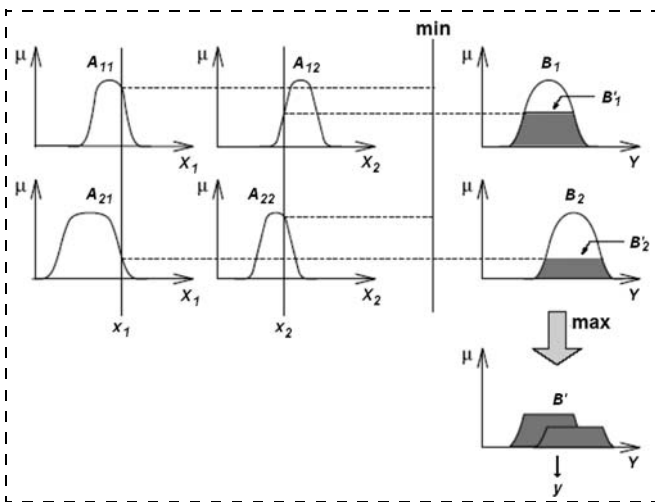 min
μ A₁₁ μ A₁₂ B₁
μ B'₁
X₁ X₂ Y
μ A₂₁ μ A₂₂ μ B₂
B'₂
X₁ X₂ Y
x₁ x₂
max
μ
B'
Y
y